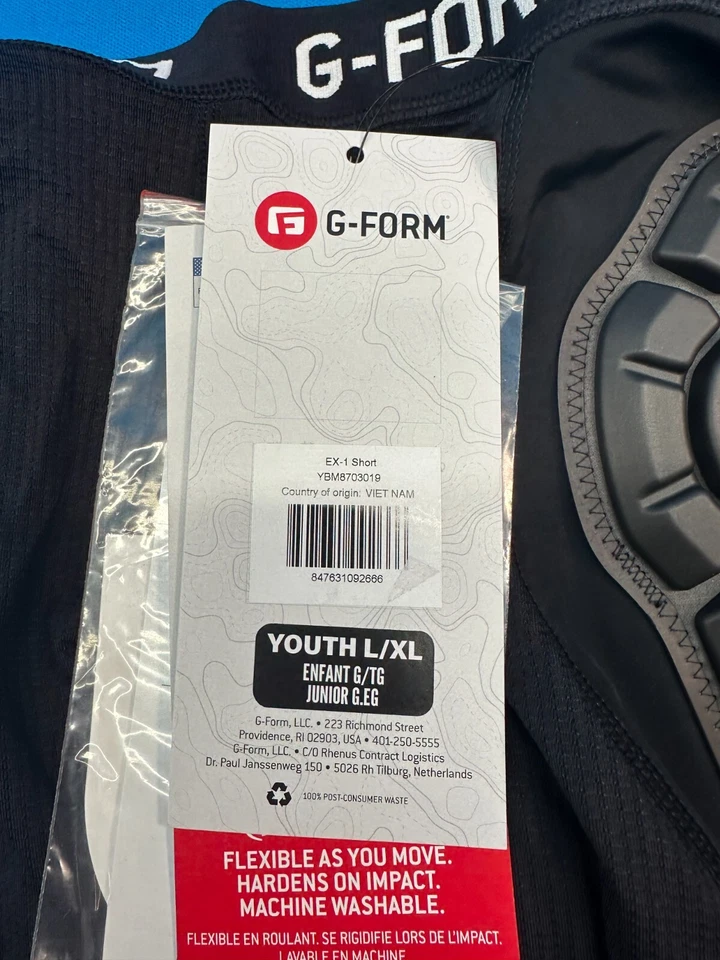 G-FOR
G-FORM
EX-1 Short
YBM8703019
Country of origin: VIET NAM
847631092666
YOUTH L/XL
ENFANT G/TG
JUNIOR G.EG
G-Form, LLC. • 223 Richmond Street
Providence, RI 02903, USA • 401-250-5555
G-Form, LLC. • C/O Rhenus Contract Logistics
Dr. Paul Janssenweg 150 • 5026 Rh Tilburg, Netherlands
100% POST-CONSUMER WASTE
FLEXIBLE AS YOU MOVE.
HARDENS ON IMPACT.
MACHINE WASHABLE.
FLEXIBLE EN ROULANT. SE RIGIDIFIE LORS DE L'IMPACT.
LAVABLE EN MACHINE